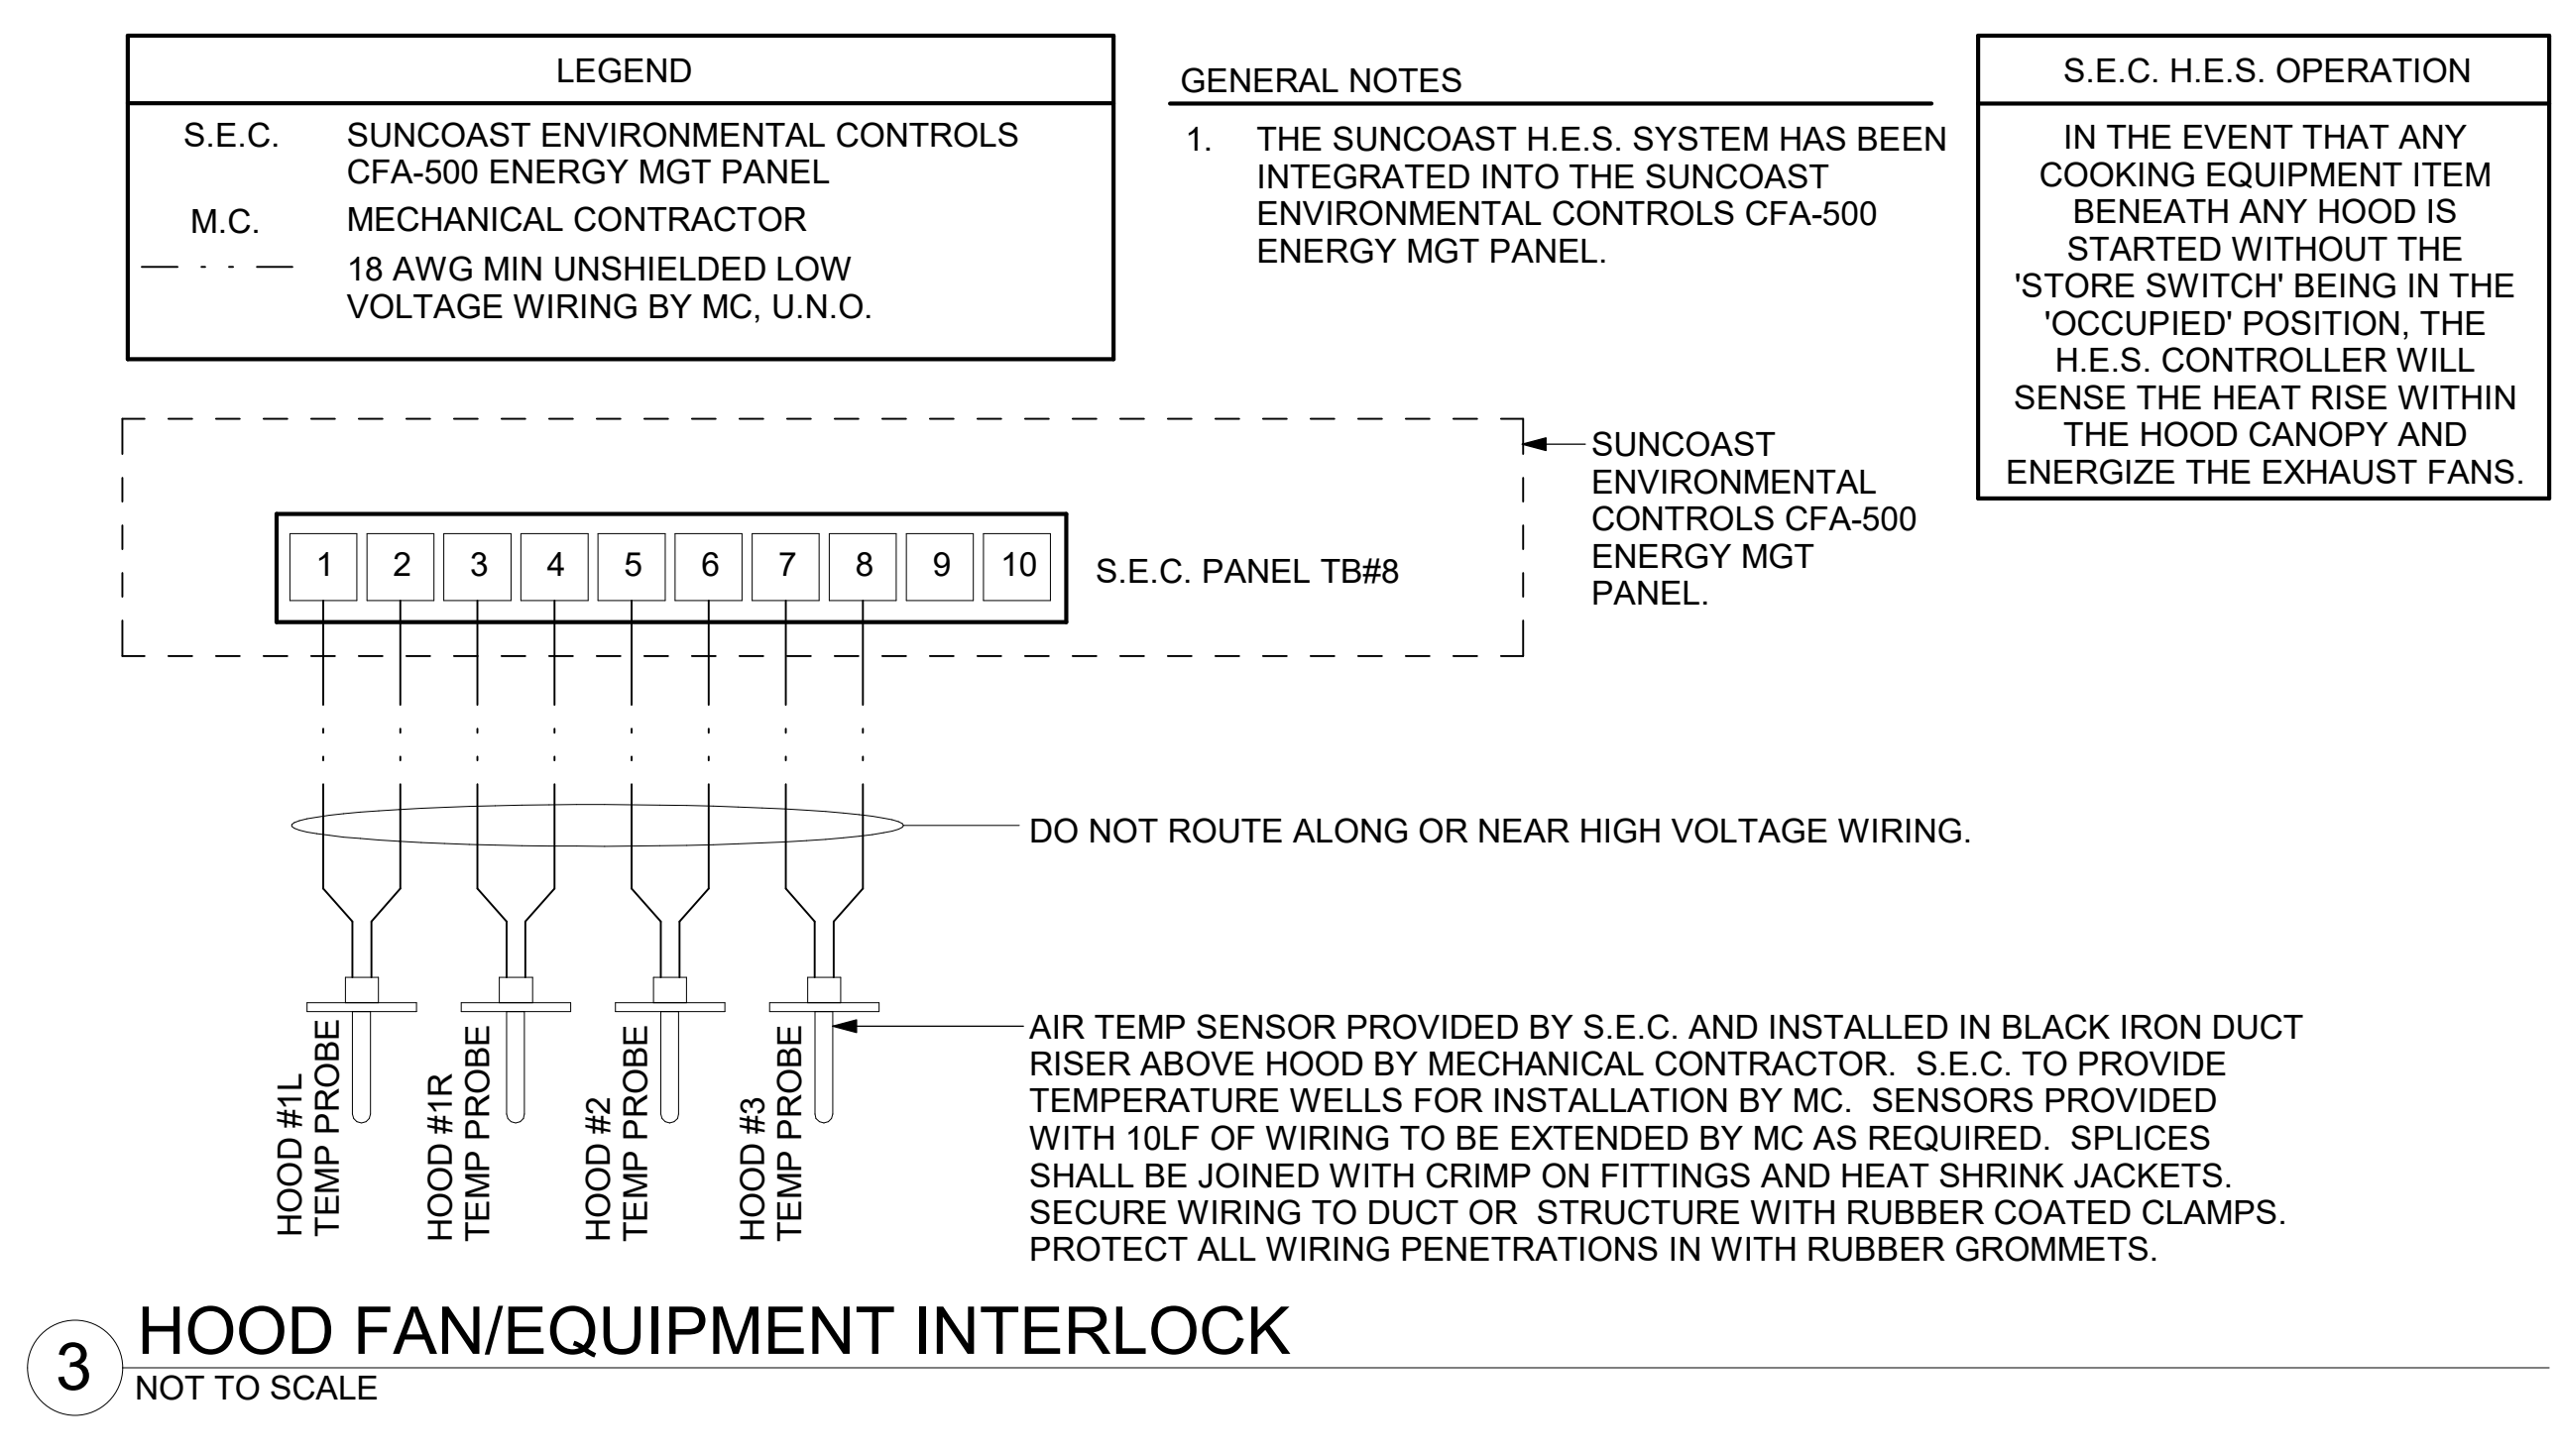 LEGEND
S.E.C. SUNCOAST ENVIRONMENTAL CONTROLS
CFA-500 ENERGY MGT PANEL
M.C. MECHANICAL CONTRACTOR
18 AWG MIN UNSHIELDED LOW
VOLTAGE WIRING BY MC, U.N.O.
GENERAL NOTES
1. THE SUNCOAST H.E.S. SYSTEM HAS BEEN
INTEGRATED INTO THE SUNCOAST
ENVIRONMENTAL CONTROLS CFA-500
ENERGY MGT PANEL.
S.E.C. H.E.S. OPERATION
IN THE EVENT THAT ANY
COOKING EQUIPMENT ITEM
BENEATH ANY HOOD IS
STARTED WITHOUT THE
'STORE SWITCH' BEING IN THE
'OCCUPIED' POSITION, THE
H.E.S. CONTROLLER WILL
SENSE THE HEAT RISE WITHIN
THE HOOD CANOPY AND
ENERGIZE THE EXHAUST FANS.
SUNCOAST
ENVIRONMENTAL
CONTROLS CFA-500
ENERGY MGT
PANEL.
1 2 3 4 5 6 7 8 9 10
S.E.C. PANEL TB#8
DO NOT ROUTE ALONG OR NEAR HIGH VOLTAGE WIRING.
HOOD #1L
TEMP PROBE
HOOD #1R
TEMP PROBE
HOOD #2
TEMP PROBE
HOOD #3
TEMP PROBE
AIR TEMP SENSOR PROVIDED BY S.E.C. AND INSTALLED IN BLACK IRON DUCT
RISER ABOVE HOOD BY MECHANICAL CONTRACTOR. S.E.C. TO PROVIDE
TEMPERATURE WELLS FOR INSTALLATION BY MC. SENSORS PROVIDED
WITH 10LF OF WIRING TO BE EXTENDED BY MC AS REQUIRED. SPLICES
SHALL BE JOINED WITH CRIMP ON FITTINGS AND HEAT SHRINK JACKETS.
SECURE WIRING TO DUCT OR STRUCTURE WITH RUBBER COATED CLAMPS.
PROTECT ALL WIRING PENETRATIONS IN WITH RUBBER GROMMETS.
3 HOOD FAN/EQUIPMENT INTERLOCK
NOT TO SCALE